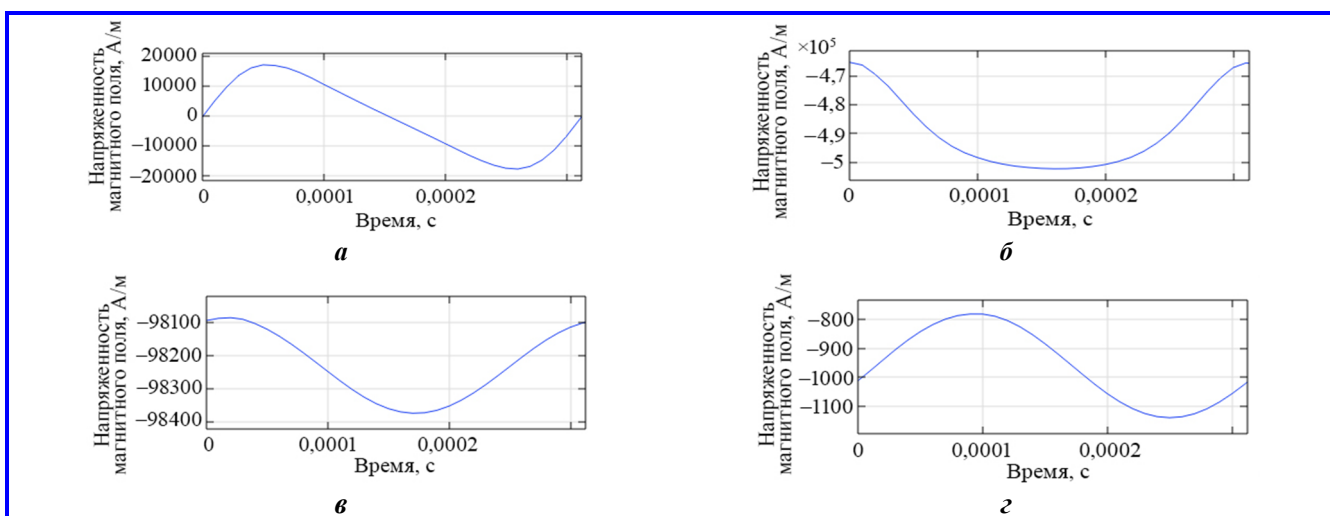 Напряженность
магнитного поля, А/м
20000
10000
0
−10000
−20000
0
0,0001
0,0002
Время, с
а
Напряженность
магнитного поля, А/м
×10⁵
−4,7
−4,8
−4,9
−5
0
0,0001
0,0002
Время, с
б
Напряженность
магнитного поля, А/м
−98100
−98200
−98300
−98400
0
0,0001
0,0002
Время, с
в
Напряженность
магнитного поля, А/м
−800
−900
−1000
−1100
0
0,0001
0,0002
Время, с
г